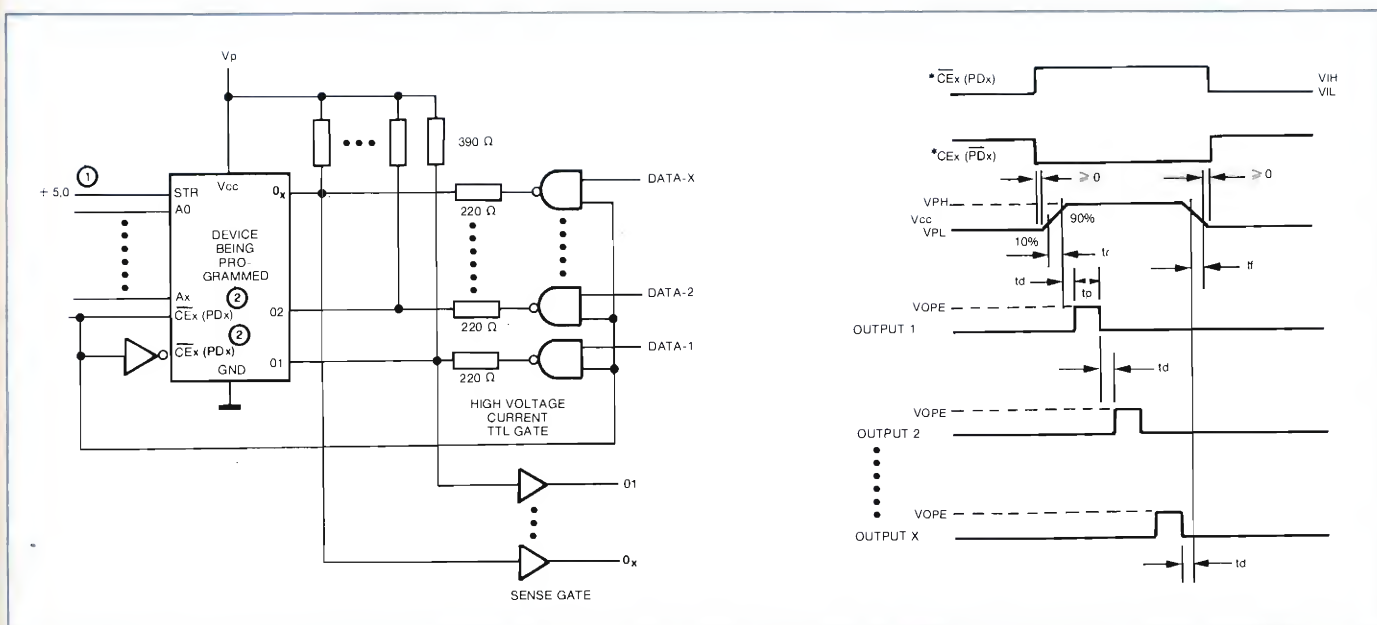 Vp
390 Ω
+ 5,0
①
STR
Vcc
0x
A0
DEVICE
BEING
PRO-
GRAMMED
220 Ω
DATA-X
Ax
②
CEx (PDx)
02
220 Ω
DATA-2
②
CEx (PDx)
GND
01
220 Ω
DATA-1
HIGH VOLTAGE
CURRENT
TTL GATE
01
0x
SENSE GATE
*CEx (PDx)
VIH
VIL
*CEx (PDx)
⩾ 0
⩾ 0
VPH
Vcc
VPL
90%
10%
tr
tf
td
tp
VOPE
OUTPUT 1
td
VOPE
OUTPUT 2
VOPE
OUTPUT X
td